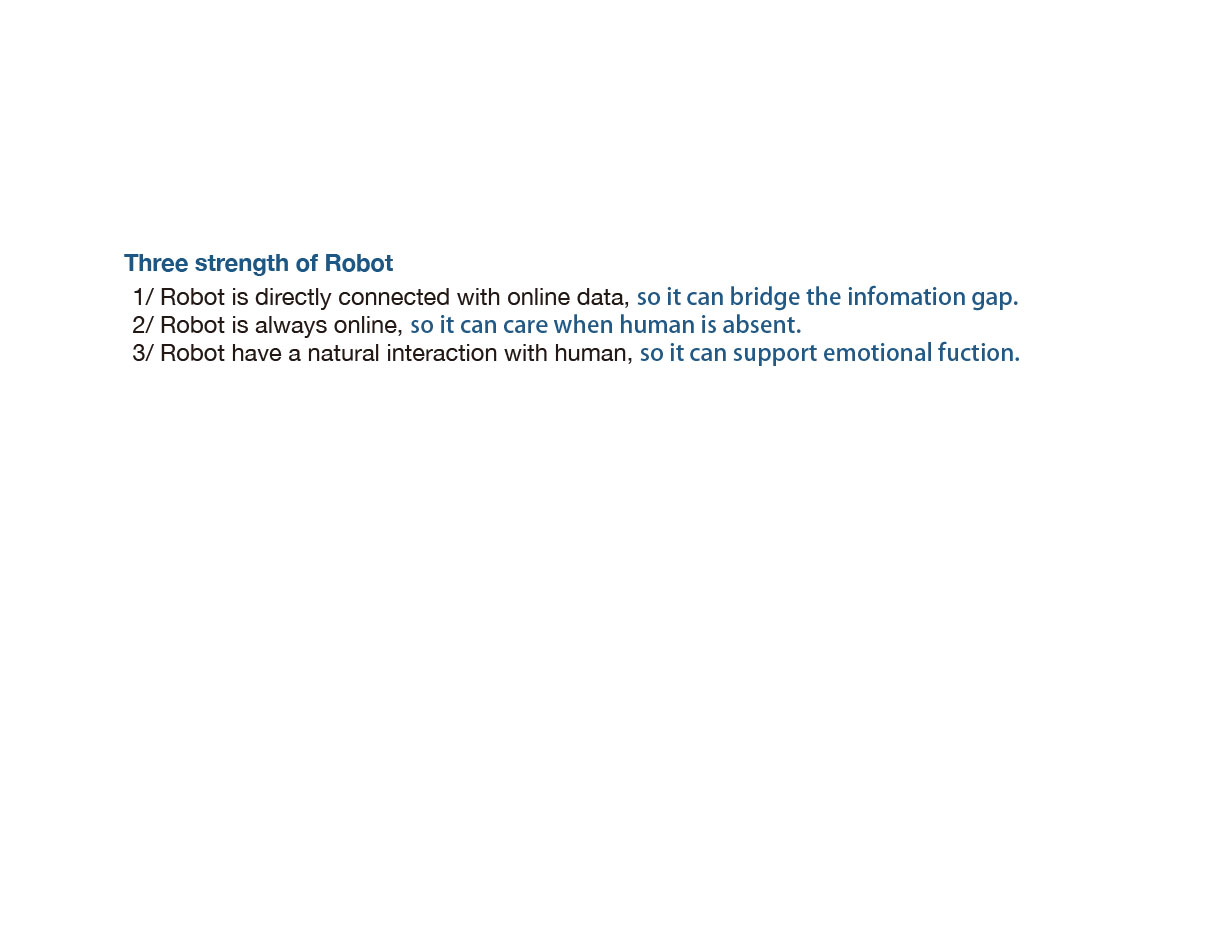 Three strength of Robot
1/ Robot is directly connected with online data, so it can bridge the infomation gap.
2/ Robot is always online, so it can care when human is absent.
3/ Robot have a natural interaction with human, so it can support emotional fuction.